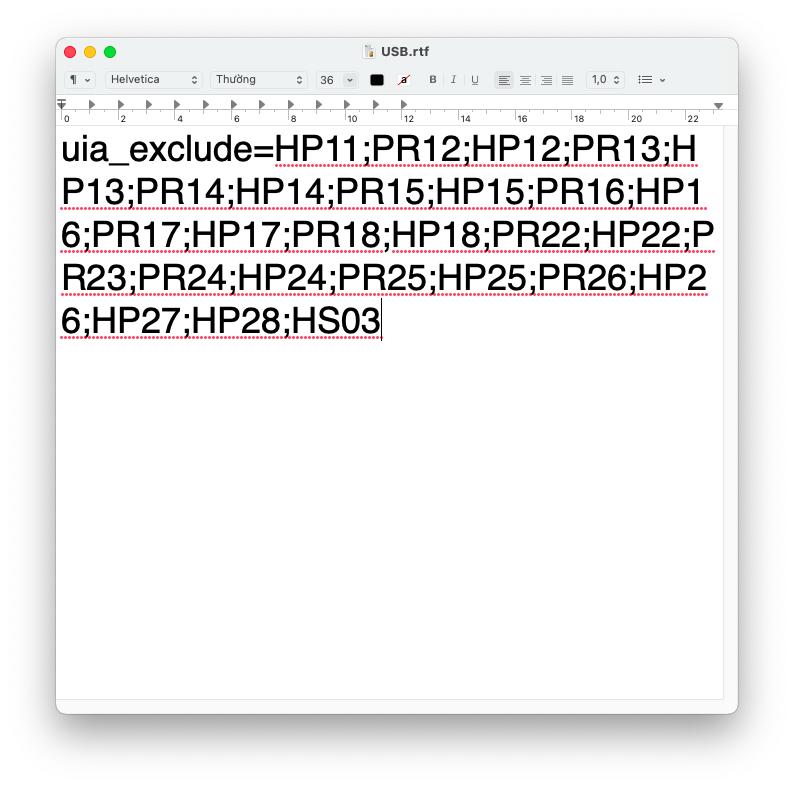 USB.rtf
¶ Helvetica Thường 36 a B I U 1,0
0 2 4 6 8 10 12 14 16 18 20 22
uia_exclude=HP11;PR12;HP12;PR13;H
P13;PR14;HP14;PR15;HP15;PR16;HP1
6;PR17;HP17;PR18;HP18;PR22;HP22;P
R23;PR24;HP24;PR25;HP25;PR26;HP2
6;HP27;HP28;HS03